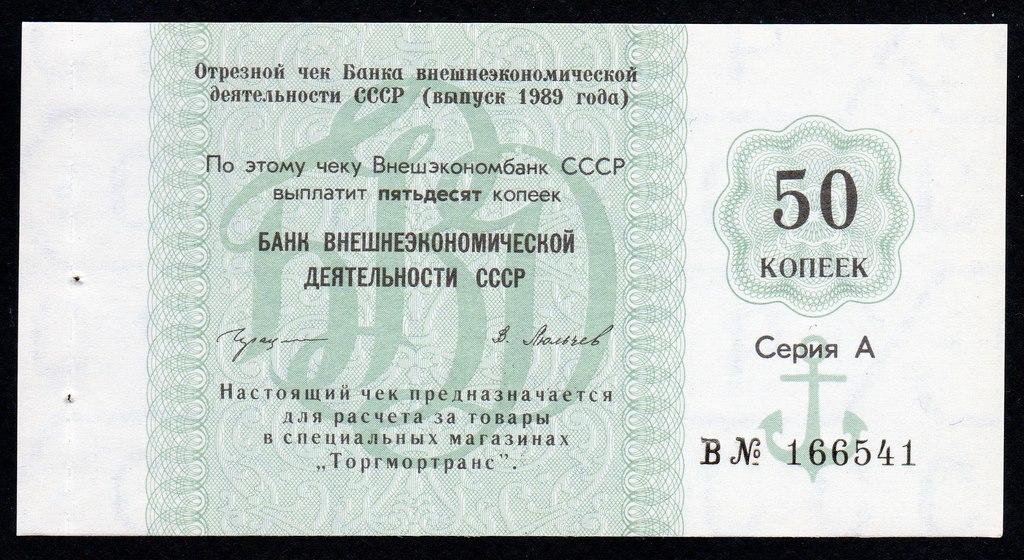 Отрезной чек Банка внешнеэкономической
деятельности СССР (выпуск 1989 года)
По этому чеку Внешэкономбанк СССР
выплатит пятьдесят копеек
БАНК ВНЕШНЕЭКОНОМИЧЕСКОЙ
ДЕЯТЕЛЬНОСТИ СССР
Настоящий чек предназначается
для расчета за товары
в специальных магазинах
„Торгмортранс".
50
КОПЕЕК
Серия А
В № 166541